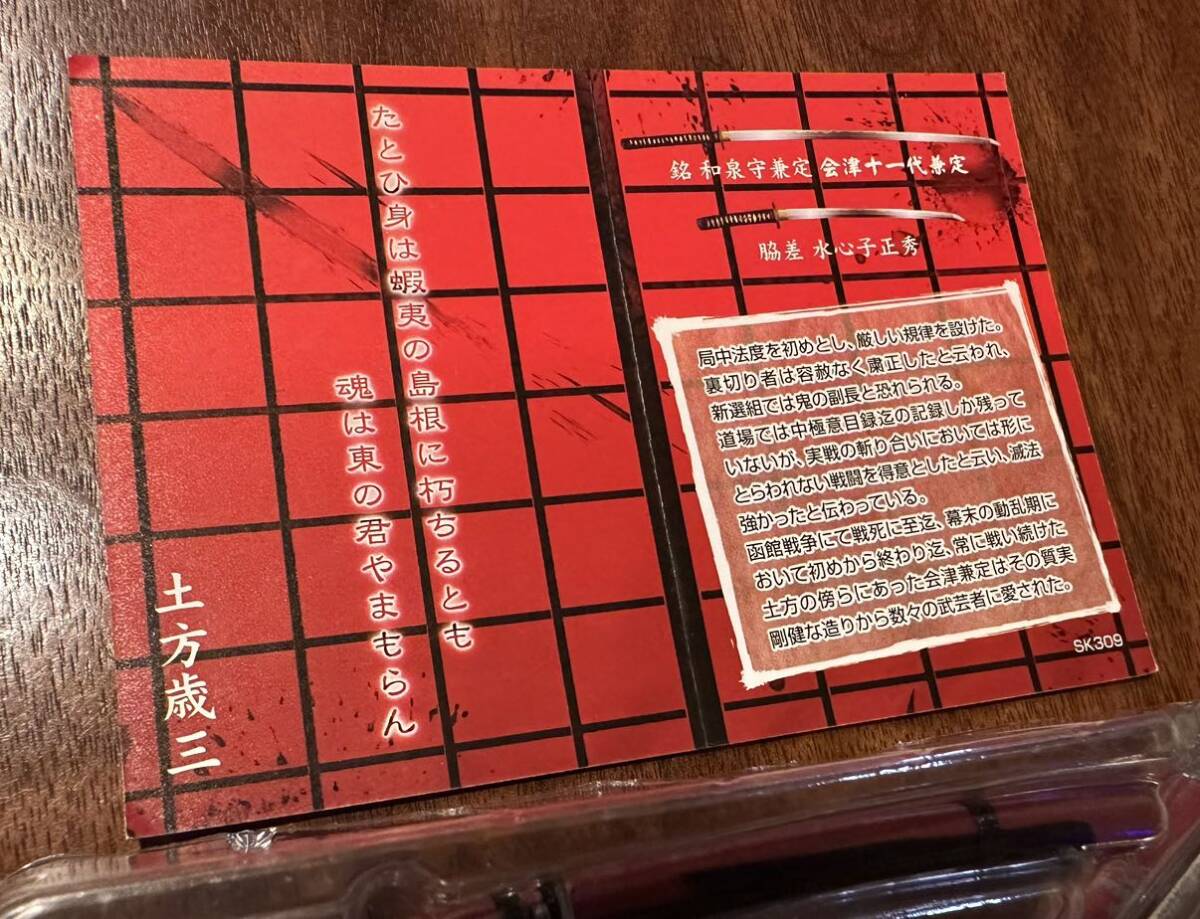 たとひ身は蝦夷の島根に朽ちるとも
魂は東の君やまもらん
土方歳三
銘 和泉守兼定 会津十一代兼定
脇差 水心子正秀
局中法度を初めとし、厳しい規律を設けた。
裏切り者は容赦なく粛正したと云われ、
新選組では鬼の副長と恐れられる。
道場では中極意目録迄の記録しか残って
いないが、実戦の斬り合いにおいては形に
とらわれない戦闘を得意としたと云い、滅法
強かったと伝わっている。
函館戦争にて戦死に至迄、幕末の動乱期に
おいて初めから終わり迄、常に戦い続けた
土方の傍らにあった会津兼定はその質実
剛健な造りから数々の武芸者に愛された。
SK309